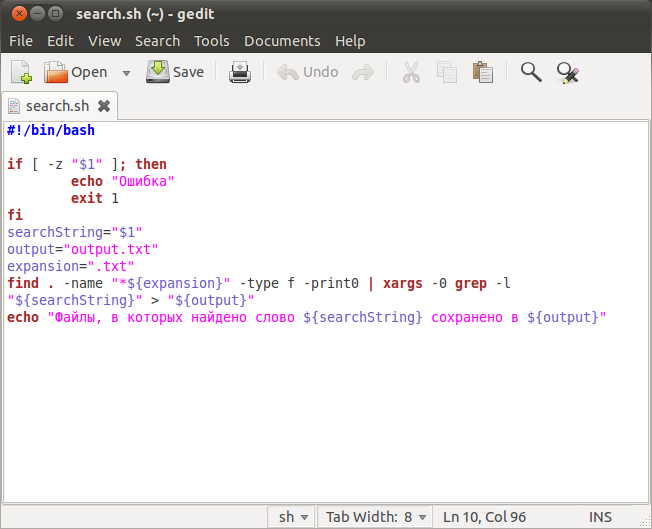 search.sh (~) - gedit
File Edit View Search Tools Documents Help
Open Save Undo
search.sh
#!/bin/bash
if [ -z "$1" ]; then
echo "Ошибка"
exit 1
fi
searchString="$1"
output="output.txt"
expansion=".txt"
find . -name "*${expansion}" -type f -print0 | xargs -0 grep -l
"${searchString}" > "${output}"
echo "Файлы, в которых найдено слово ${searchString} сохранено в ${output}"
sh Tab Width: 8 Ln 10, Col 96 INS